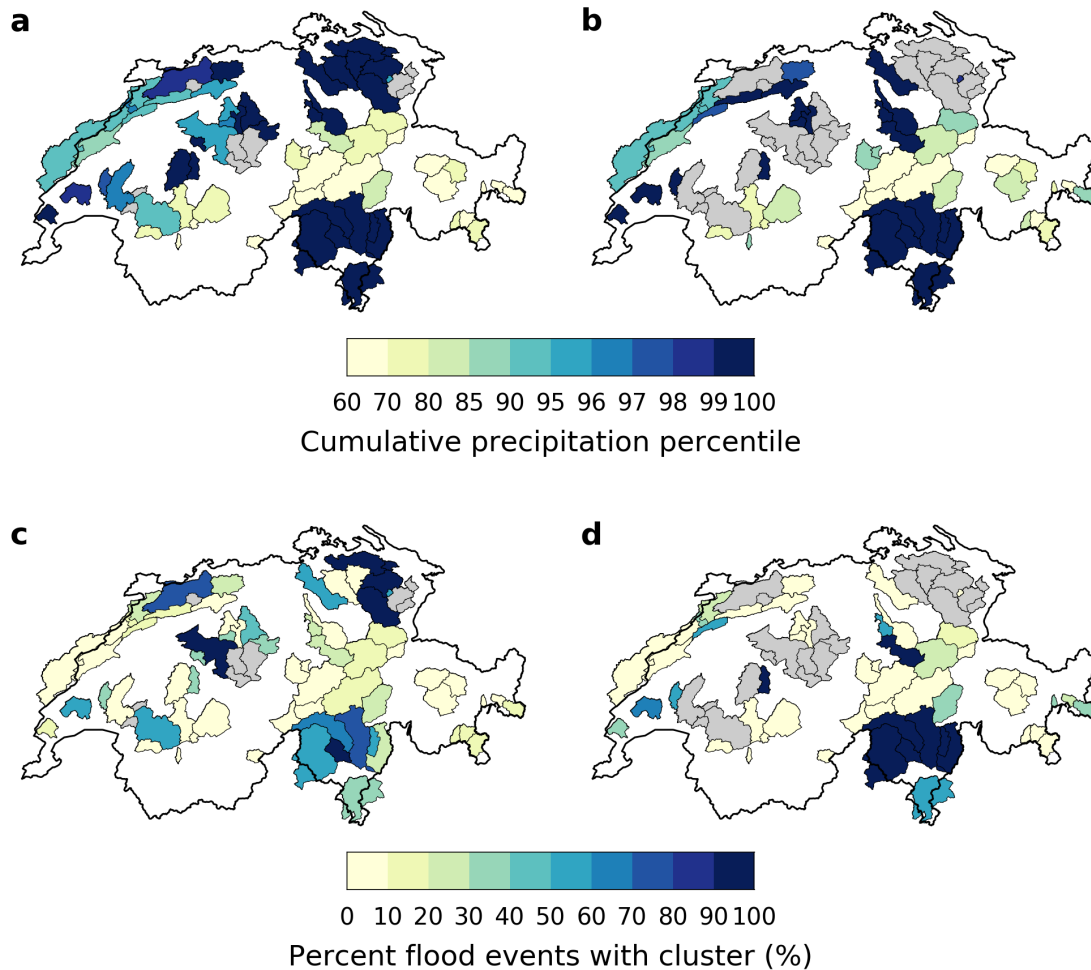 a
b
60 70 80 85 90 95 96 97 98 99 100
Cumulative precipitation percentile
c
d
0 10 20 30 40 50 60 70 80 90 100
Percent flood events with cluster (%)